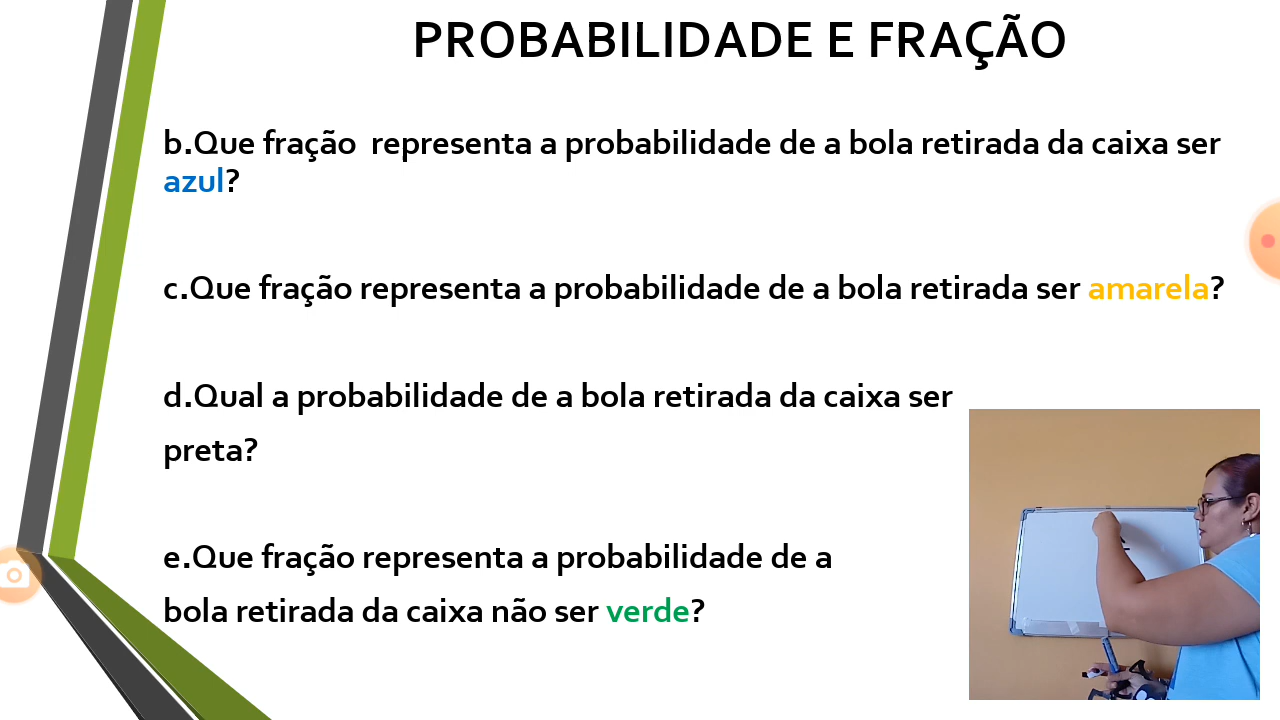 PROBABILIDADE E FRAÇÃO
b.Que fração representa a probabilidade de a bola retirada da caixa ser
azul?
c.Que fração representa a probabilidade de a bola retirada ser amarela?
d.Qual a probabilidade de a bola retirada da caixa ser
preta?
e.Que fração representa a probabilidade de a
bola retirada da caixa não ser verde?